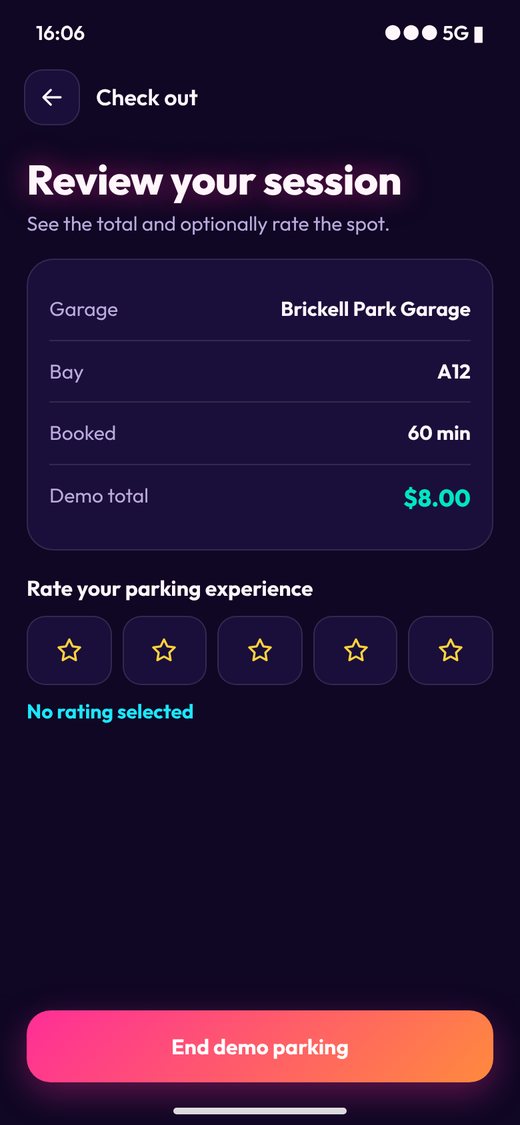 16:06
5G
Check out
Review your session
See the total and optionally rate the spot.
Garage
Brickell Park Garage
Bay
A12
Booked
60 min
Demo total
$8.00
Rate your parking experience
No rating selected
End demo parking